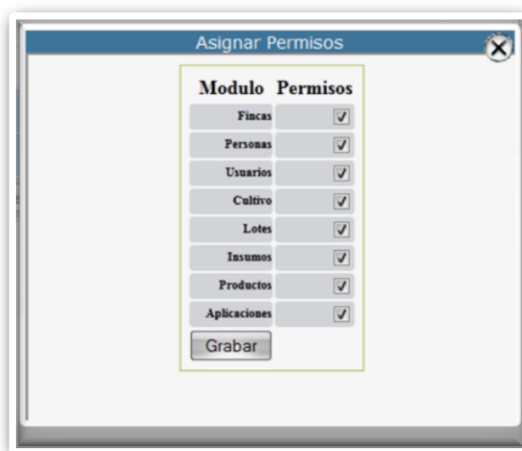 Asignar Permisos
Modulo Permisos
Fincas
Personas
Usuarios
Cultivo
Lotes
Insumos
Productos
Aplicaciones
Grabar